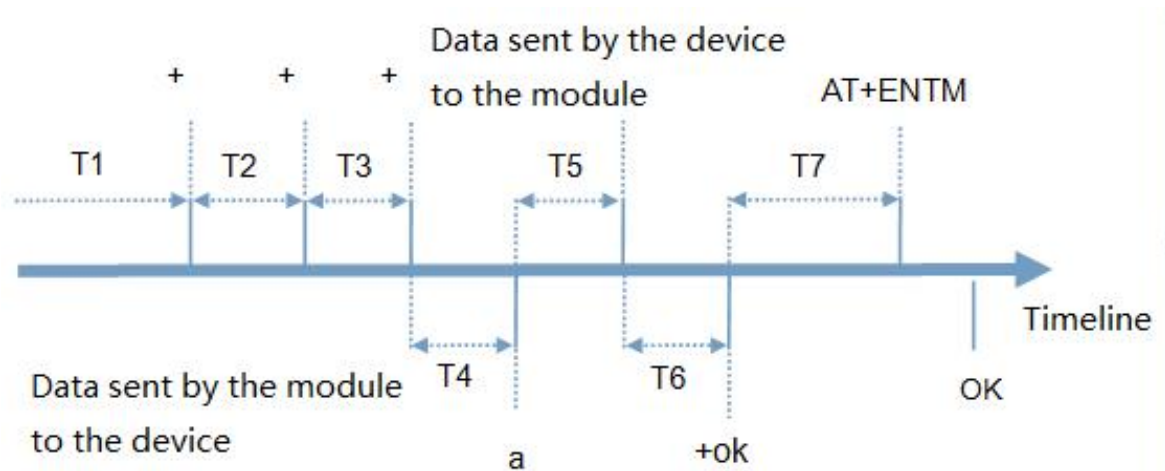 Data sent by the device
to the module
+ + +
AT+ENTM
T1 T2 T3 T5 T7
Timeline
T4 T6
OK
Data sent by the module
to the device
a
+ok